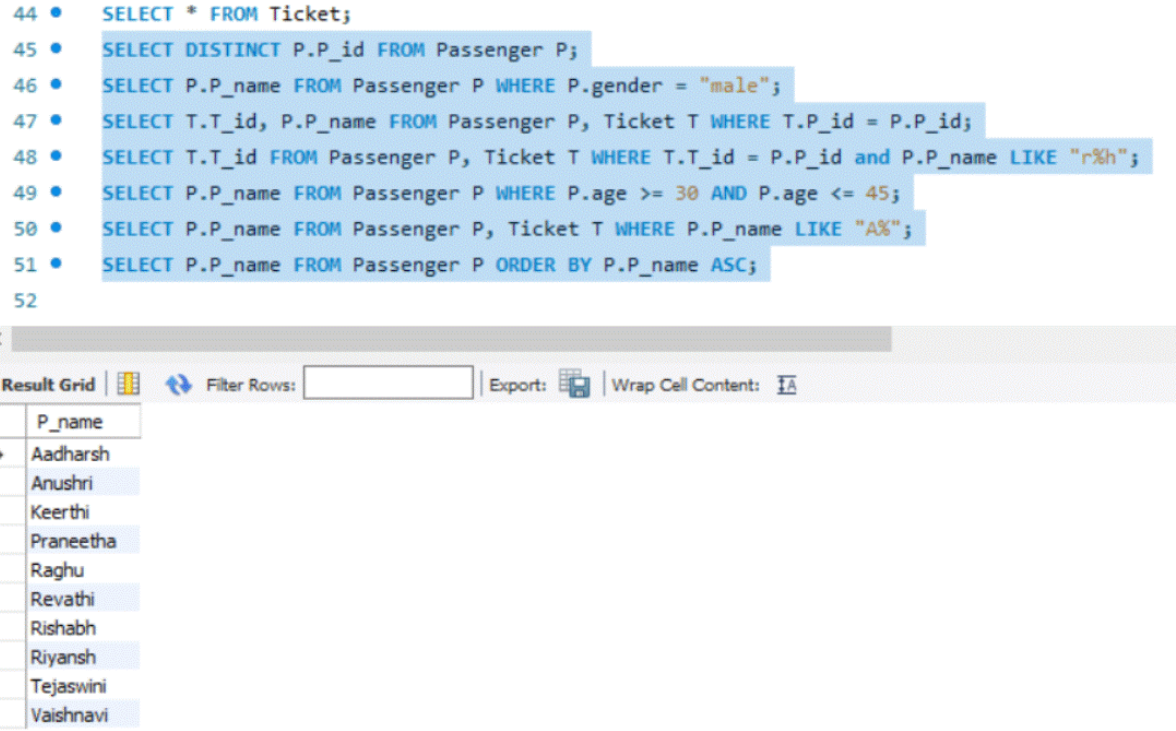 44 SELECT * FROM Ticket;
45 SELECT DISTINCT P.P_id FROM Passenger P;
46 SELECT P.P_name FROM Passenger P WHERE P.gender = "male";
47 SELECT T.T_id, P.P_name FROM Passenger P, Ticket T WHERE T.P_id = P.P_id;
48 SELECT T.T_id FROM Passenger P, Ticket T WHERE T.T_id = P.P_id and P.P_name LIKE "r%h";
49 SELECT P.P_name FROM Passenger P WHERE P.age >= 30 AND P.age <= 45;
50 SELECT P.P_name FROM Passenger P, Ticket T WHERE P.P_name LIKE "A%";
51 SELECT P.P_name FROM Passenger P ORDER BY P.P_name ASC;
52
Result Grid Filter Rows: Export: Wrap Cell Content: IA
P_name
Aadharsh
Anushri
Keerthi
Praneetha
Raghu
Revathi
Rishabh
Riyansh
Tejaswini
Vaishnavi